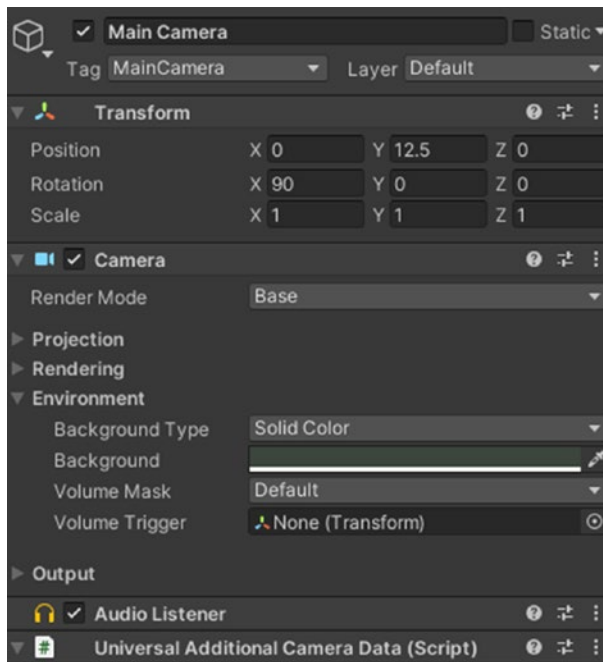 Main Camera Static
Tag MainCamera Layer Default
Transform
Position X 0 Y 12.5 Z 0
Rotation X 90 Y 0 Z 0
Scale X 1 Y 1 Z 1
Camera
Render Mode Base
Projection
Rendering
Environment
Background Type Solid Color
Background
Volume Mask Default
Volume Trigger None (Transform)
Output
Audio Listener
# Universal Additional Camera Data (Script)